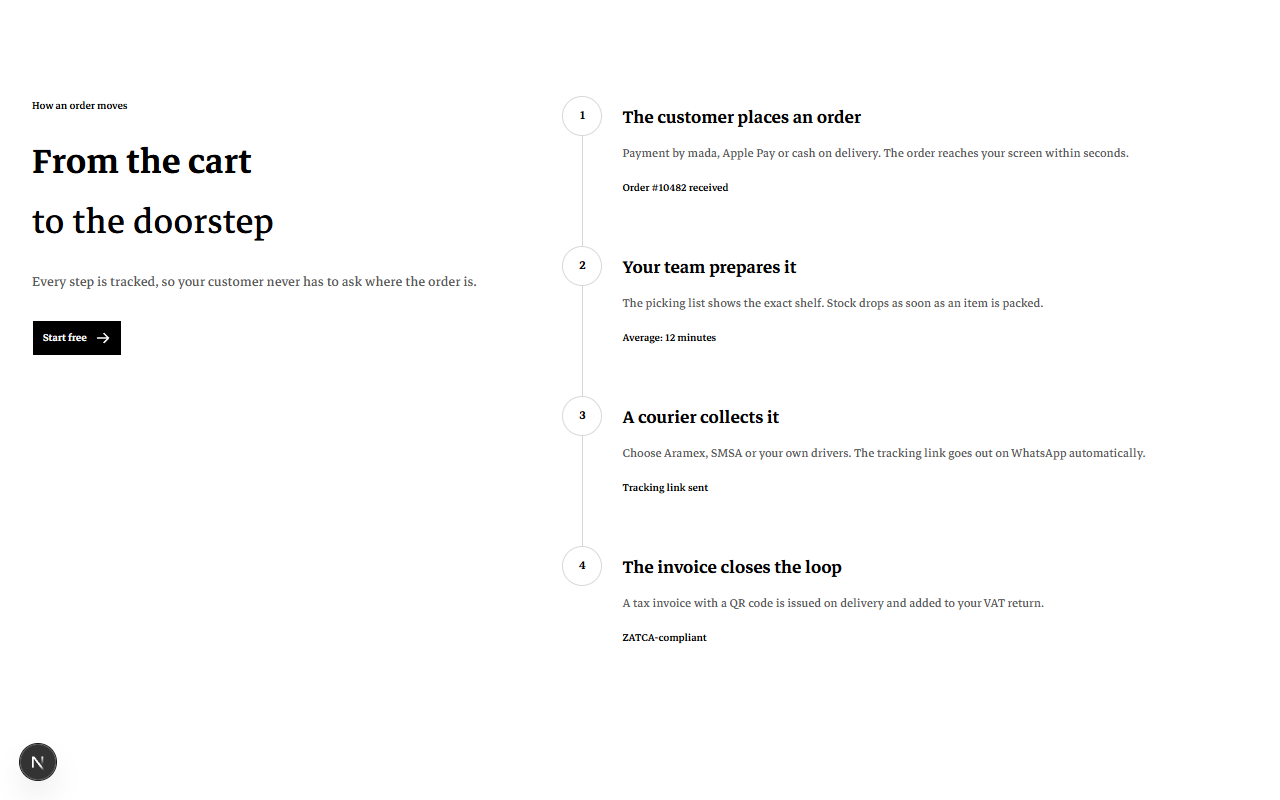 How an order moves
From the cart
to the doorstep
Every step is tracked, so your customer never has to ask where the order is.
Start free
1
The customer places an order
Payment by mada, Apple Pay or cash on delivery. The order reaches your screen within seconds.
Order #10482 received
2
Your team prepares it
The picking list shows the exact shelf. Stock drops as soon as an item is packed.
Average: 12 minutes
3
A courier collects it
Choose Aramex, SMSA or your own drivers. The tracking link goes out on WhatsApp automatically.
Tracking link sent
4
The invoice closes the loop
A tax invoice with a QR code is issued on delivery and added to your VAT return.
ZATCA-compliant
N